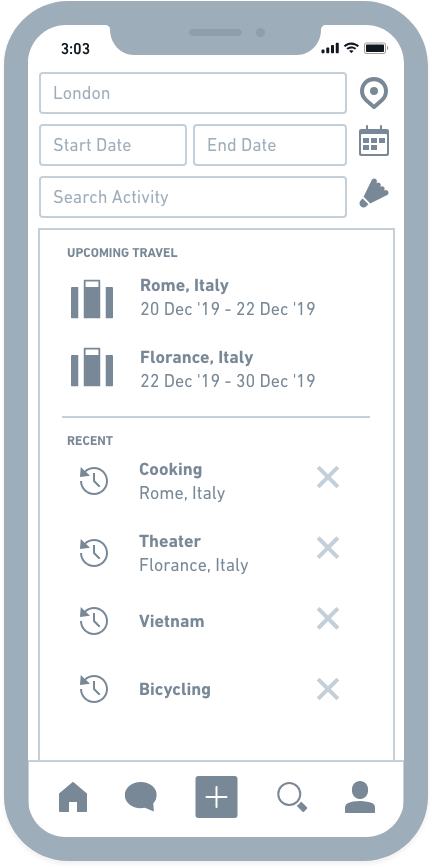 3:03
London
Start Date
End Date
Search Activity
UPCOMING TRAVEL
Rome, Italy
20 Dec '19 - 22 Dec '19
Florance, Italy
22 Dec '19 - 30 Dec '19
RECENT
Cooking
Rome, Italy
Theater
Florance, Italy
Vietnam
Bicycling